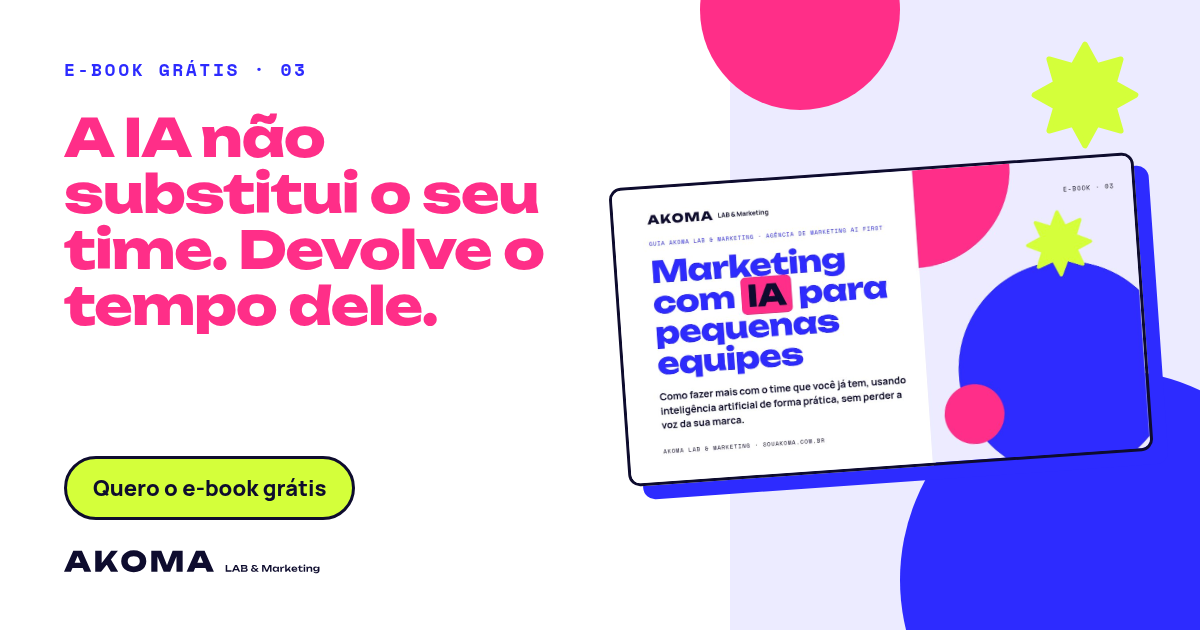 E-BOOK GRÁTIS · 03
A IA não
substitui o seu
time. Devolve o
tempo dele.
Quero o e-book grátis
AKOMA LAB & Marketing
AKOMA LAB & Marketing
E-BOOK · 03
GUIA AKOMA LAB & MARKETING · AGÊNCIA DE MARKETING AI FIRST
Marketing
com IA para
pequenas
equipes
Como fazer mais com o time que você já tem, usando
inteligência artificial de forma prática, sem perder a
voz da sua marca.
AKOMA LAB & MARKETING · SOUAKOMA.COM.BR